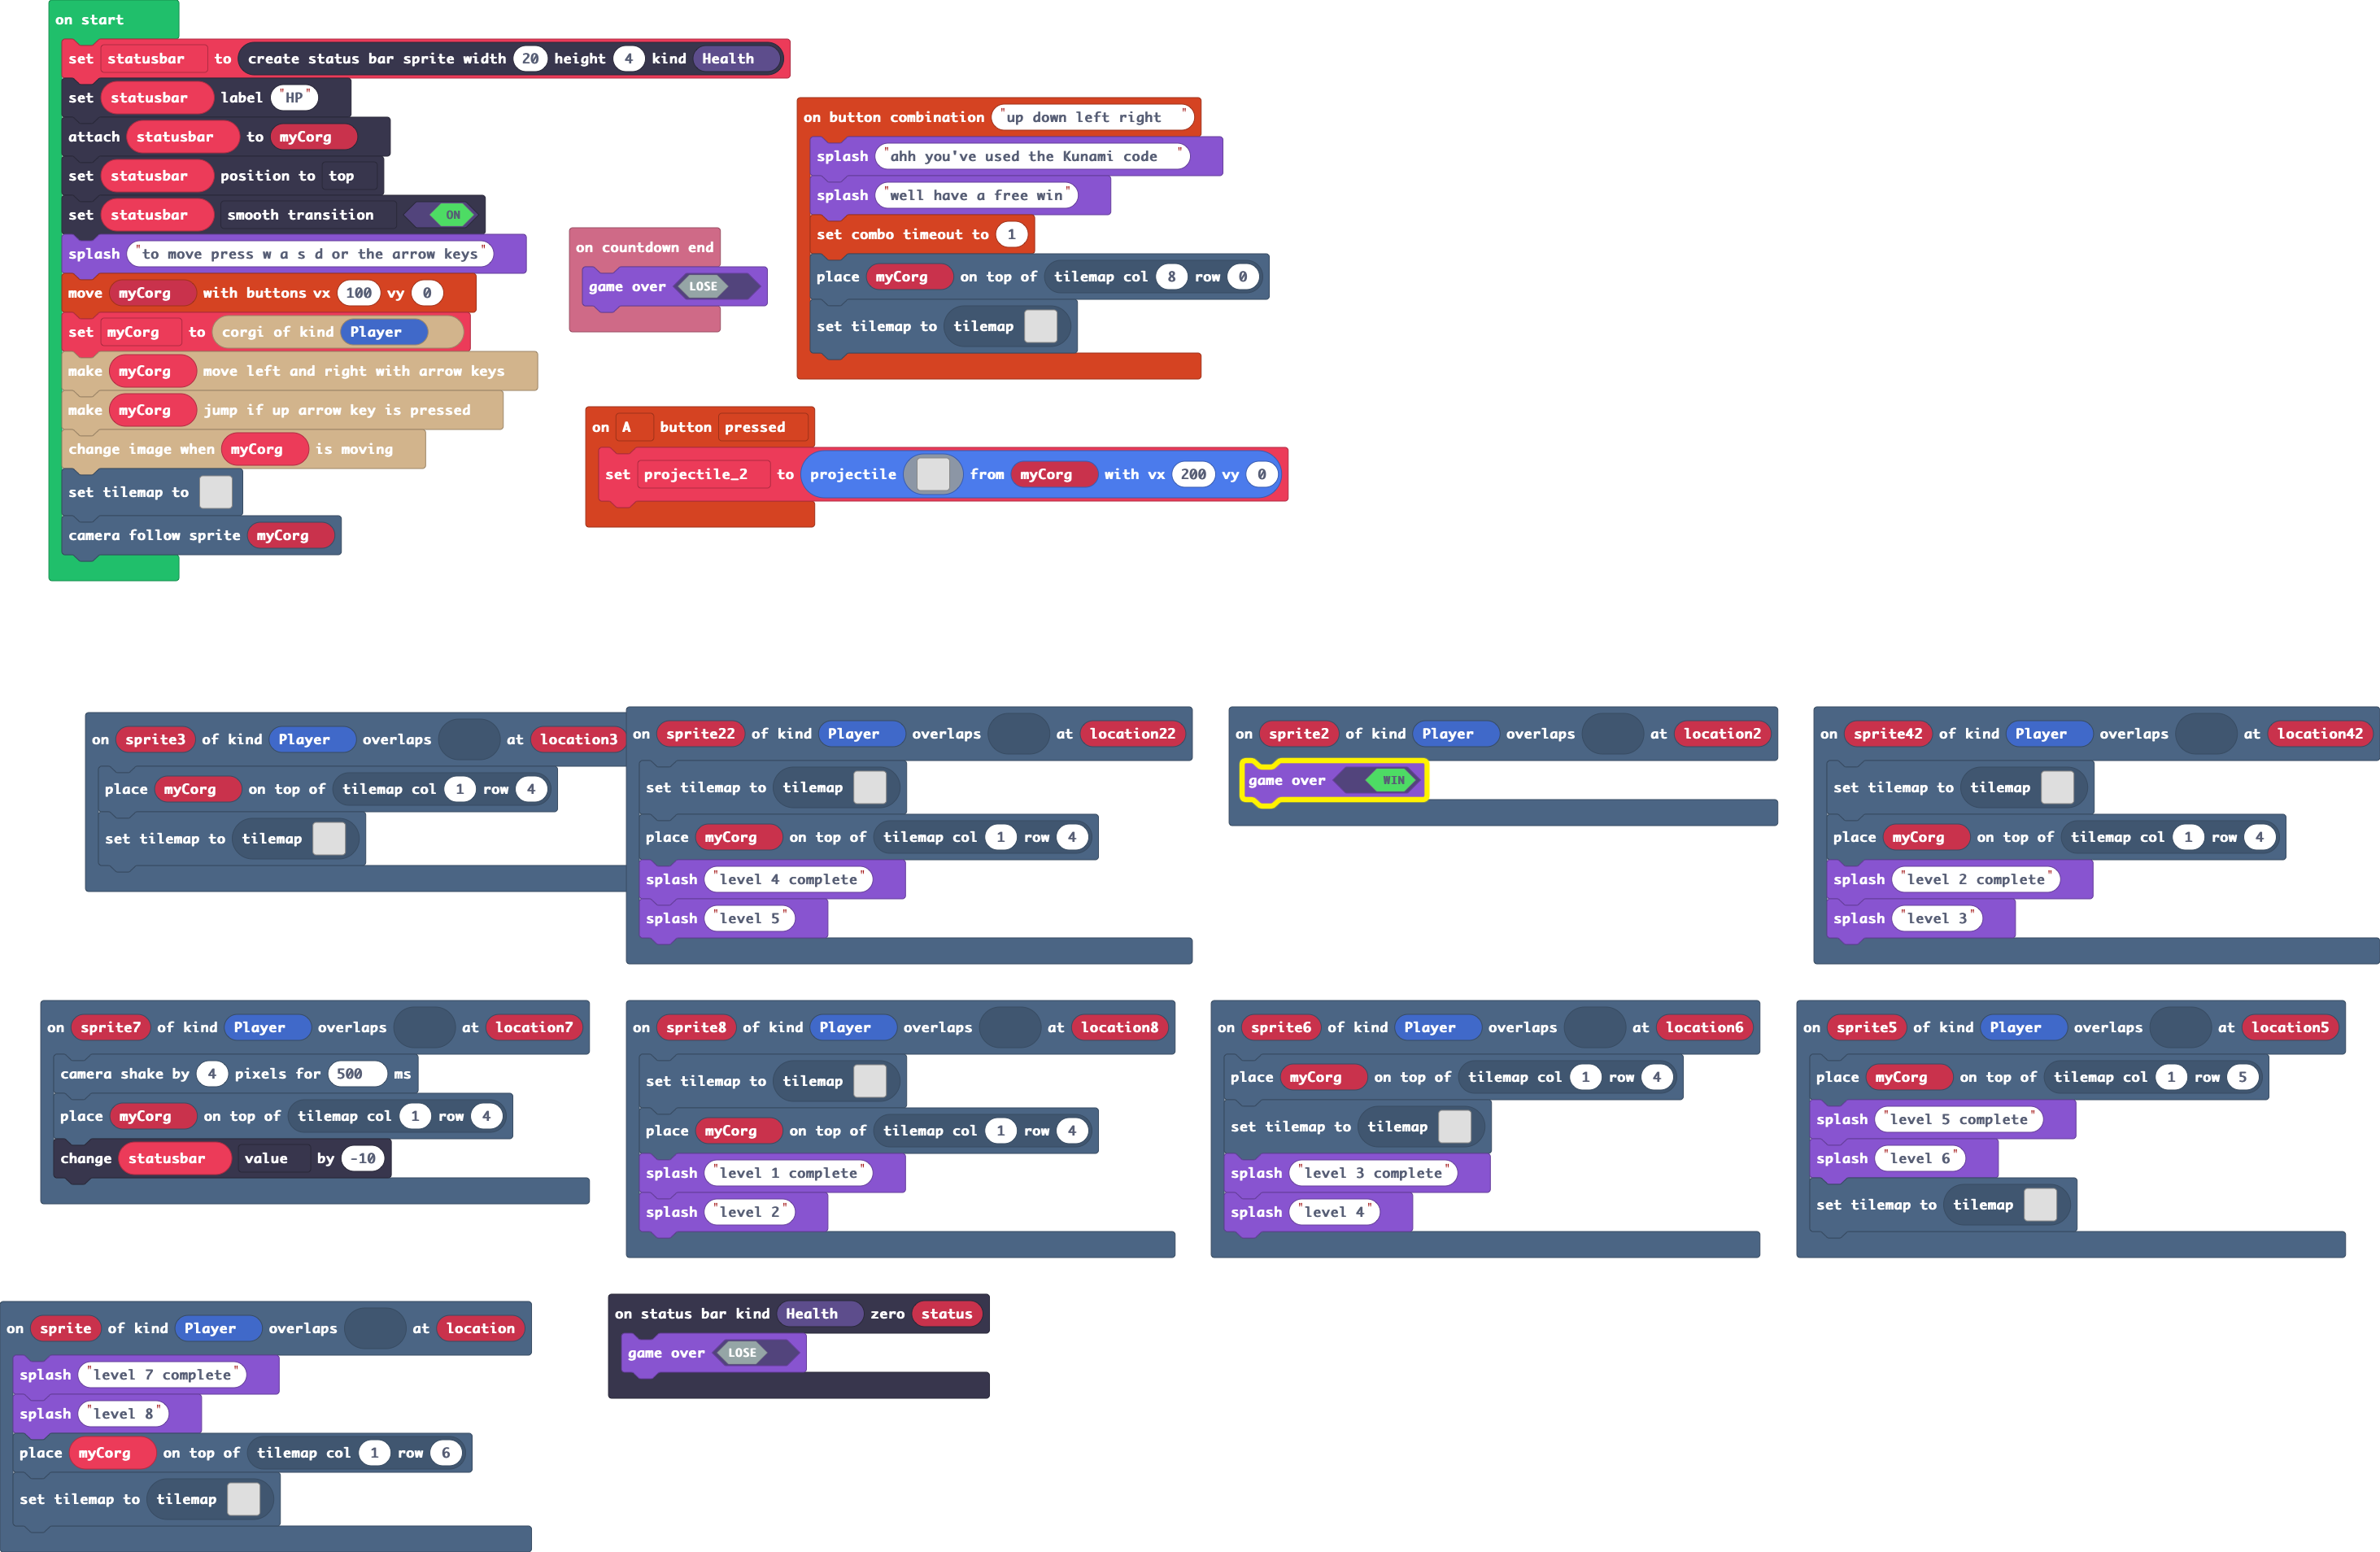 on start
set statusbar to create status bar sprite width 20 height 4 kind Health
set statusbar label "HP"
attach statusbar to myCorg
set statusbar position to top
set statusbar smooth transition ON
splash "to move press w a s d or the arrow keys"
move myCorg with buttons vx 100 vy 0
set myCorg to corgi of kind Player
make myCorg move left and right with arrow keys
make myCorg jump if up arrow key is pressed
change image when myCorg is moving
set tilemap to
camera follow sprite myCorg
on countdown end
game over LOSE
on button combination "up down left right "
splash "ahh you've used the Kunami code "
splash "well have a free win"
set combo timeout to 1
place myCorg on top of tilemap col 8 row 0
set tilemap to tilemap
on A button pressed
set projectile_2 to projectile from myCorg with vx 200 vy 0
on sprite3 of kind Player overlaps at location3
place myCorg on top of tilemap col 1 row 4
set tilemap to tilemap
on sprite22 of kind Player overlaps at location22
set tilemap to tilemap
place myCorg on top of tilemap col 1 row 4
splash "level 4 complete"
splash "level 5"
on sprite2 of kind Player overlaps at location2
game over WIN
on sprite42 of kind Player overlaps at location42
set tilemap to tilemap
place myCorg on top of tilemap col 1 row 4
splash "level 2 complete"
splash "level 3"
on sprite7 of kind Player overlaps at location7
camera shake by 4 pixels for 500 ms
place myCorg on top of tilemap col 1 row 4
change statusbar value by -10
on sprite8 of kind Player overlaps at location8
set tilemap to tilemap
place myCorg on top of tilemap col 1 row 4
splash "level 1 complete"
splash "level 2"
on sprite6 of kind Player overlaps at location6
place myCorg on top of tilemap col 1 row 4
set tilemap to tilemap
splash "level 3 complete"
splash "level 4"
on sprite5 of kind Player overlaps at location5
place myCorg on top of tilemap col 1 row 5
splash "level 5 complete"
splash "level 6"
set tilemap to tilemap
on sprite of kind Player overlaps at location
splash "level 7 complete"
splash "level 8"
place myCorg on top of tilemap col 1 row 6
set tilemap to tilemap
on status bar kind Health zero status
game over LOSE